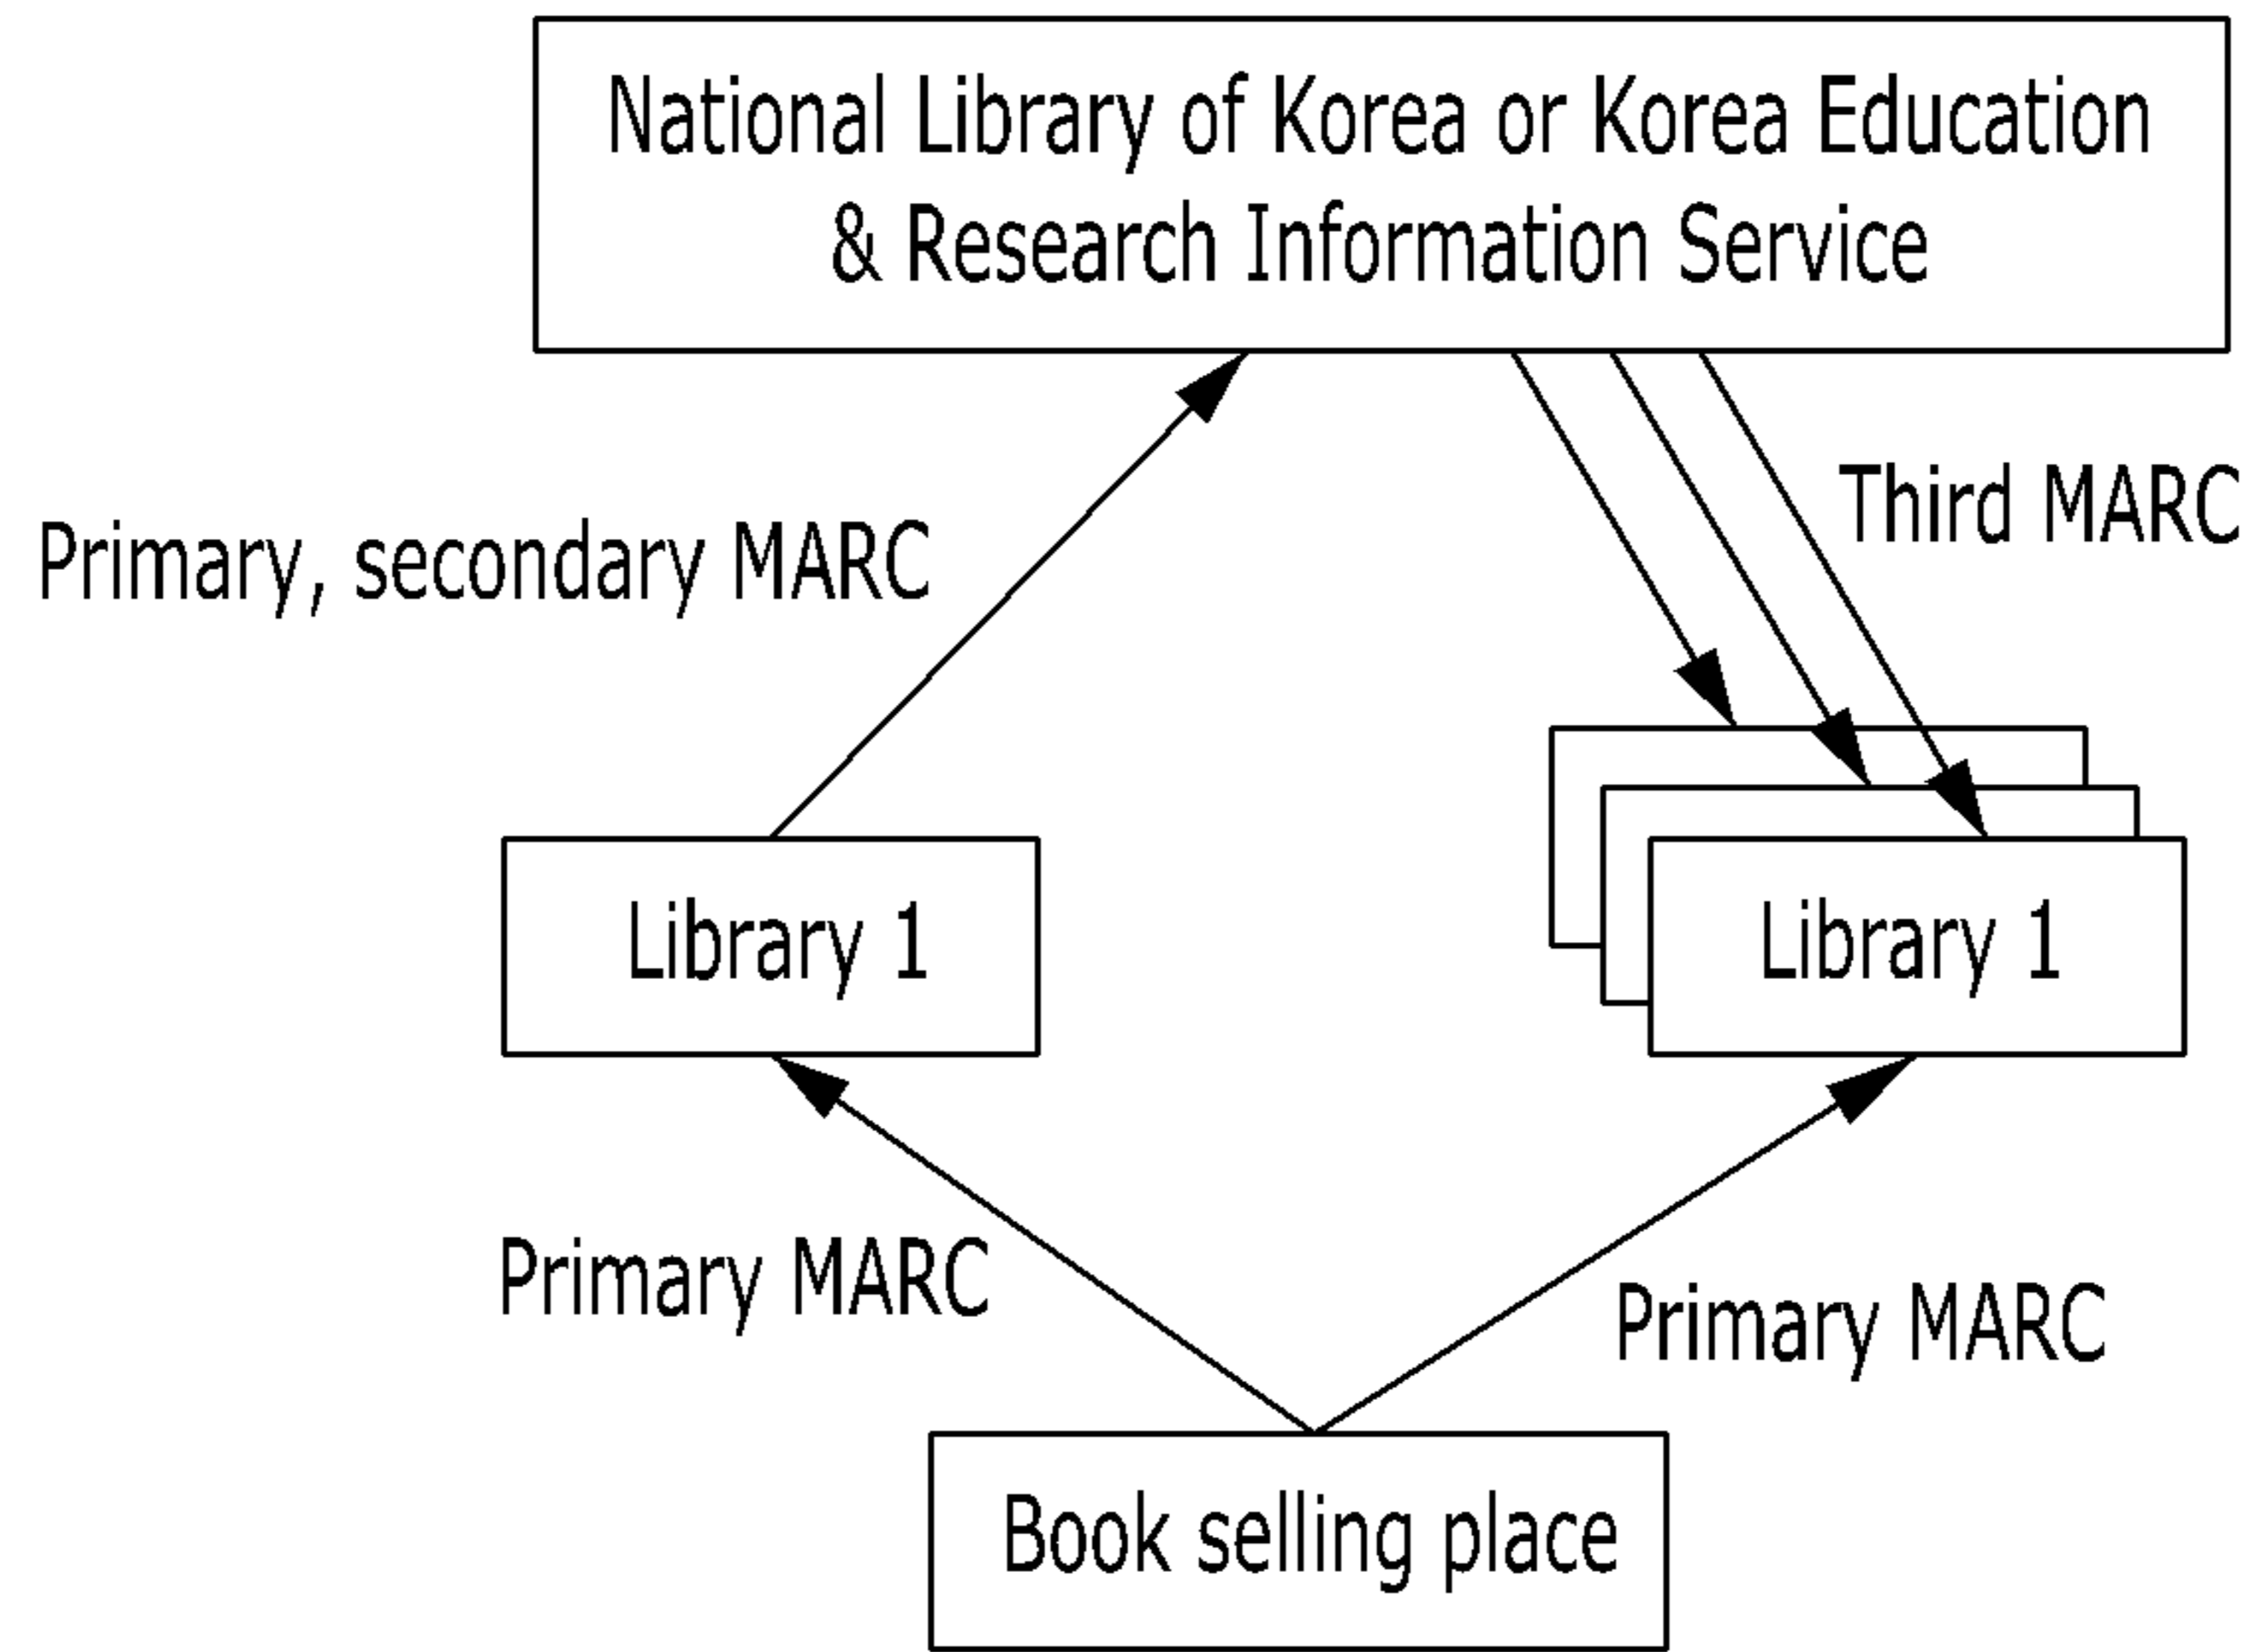 National Library of Korea or Korea Education
& Research Information Service
Third MARC
Primary, secondary MARC
Library 1
Library 1
Primary MARC
Primary MARC
Book selling place